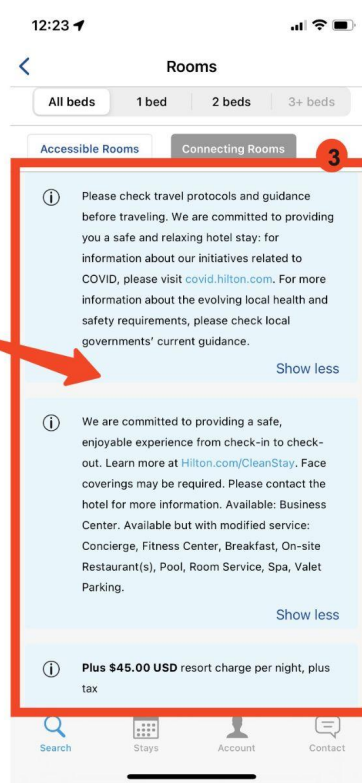 12:23
Rooms
All beds 1 bed 2 beds 3+ beds
Accessible Rooms Connecting Rooms
3
Please check travel protocols and guidance
before traveling. We are committed to providing
you a safe and relaxing hotel stay: for
information about our initiatives related to
COVID, please visit covid.hilton.com. For more
information about the evolving local health and
safety requirements, please check local
governments’ current guidance.
Show less
We are committed to providing a safe,
enjoyable experience from check-in to check-
out. Learn more at Hilton.com/CleanStay. Face
coverings may be required. Please contact the
hotel for more information. Available: Business
Center. Available but with modified service:
Concierge, Fitness Center, Breakfast, On-site
Restaurant(s), Pool, Room Service, Spa, Valet
Parking.
Show less
Plus $45.00 USD resort charge per night, plus
tax
Search Stays Account Contact